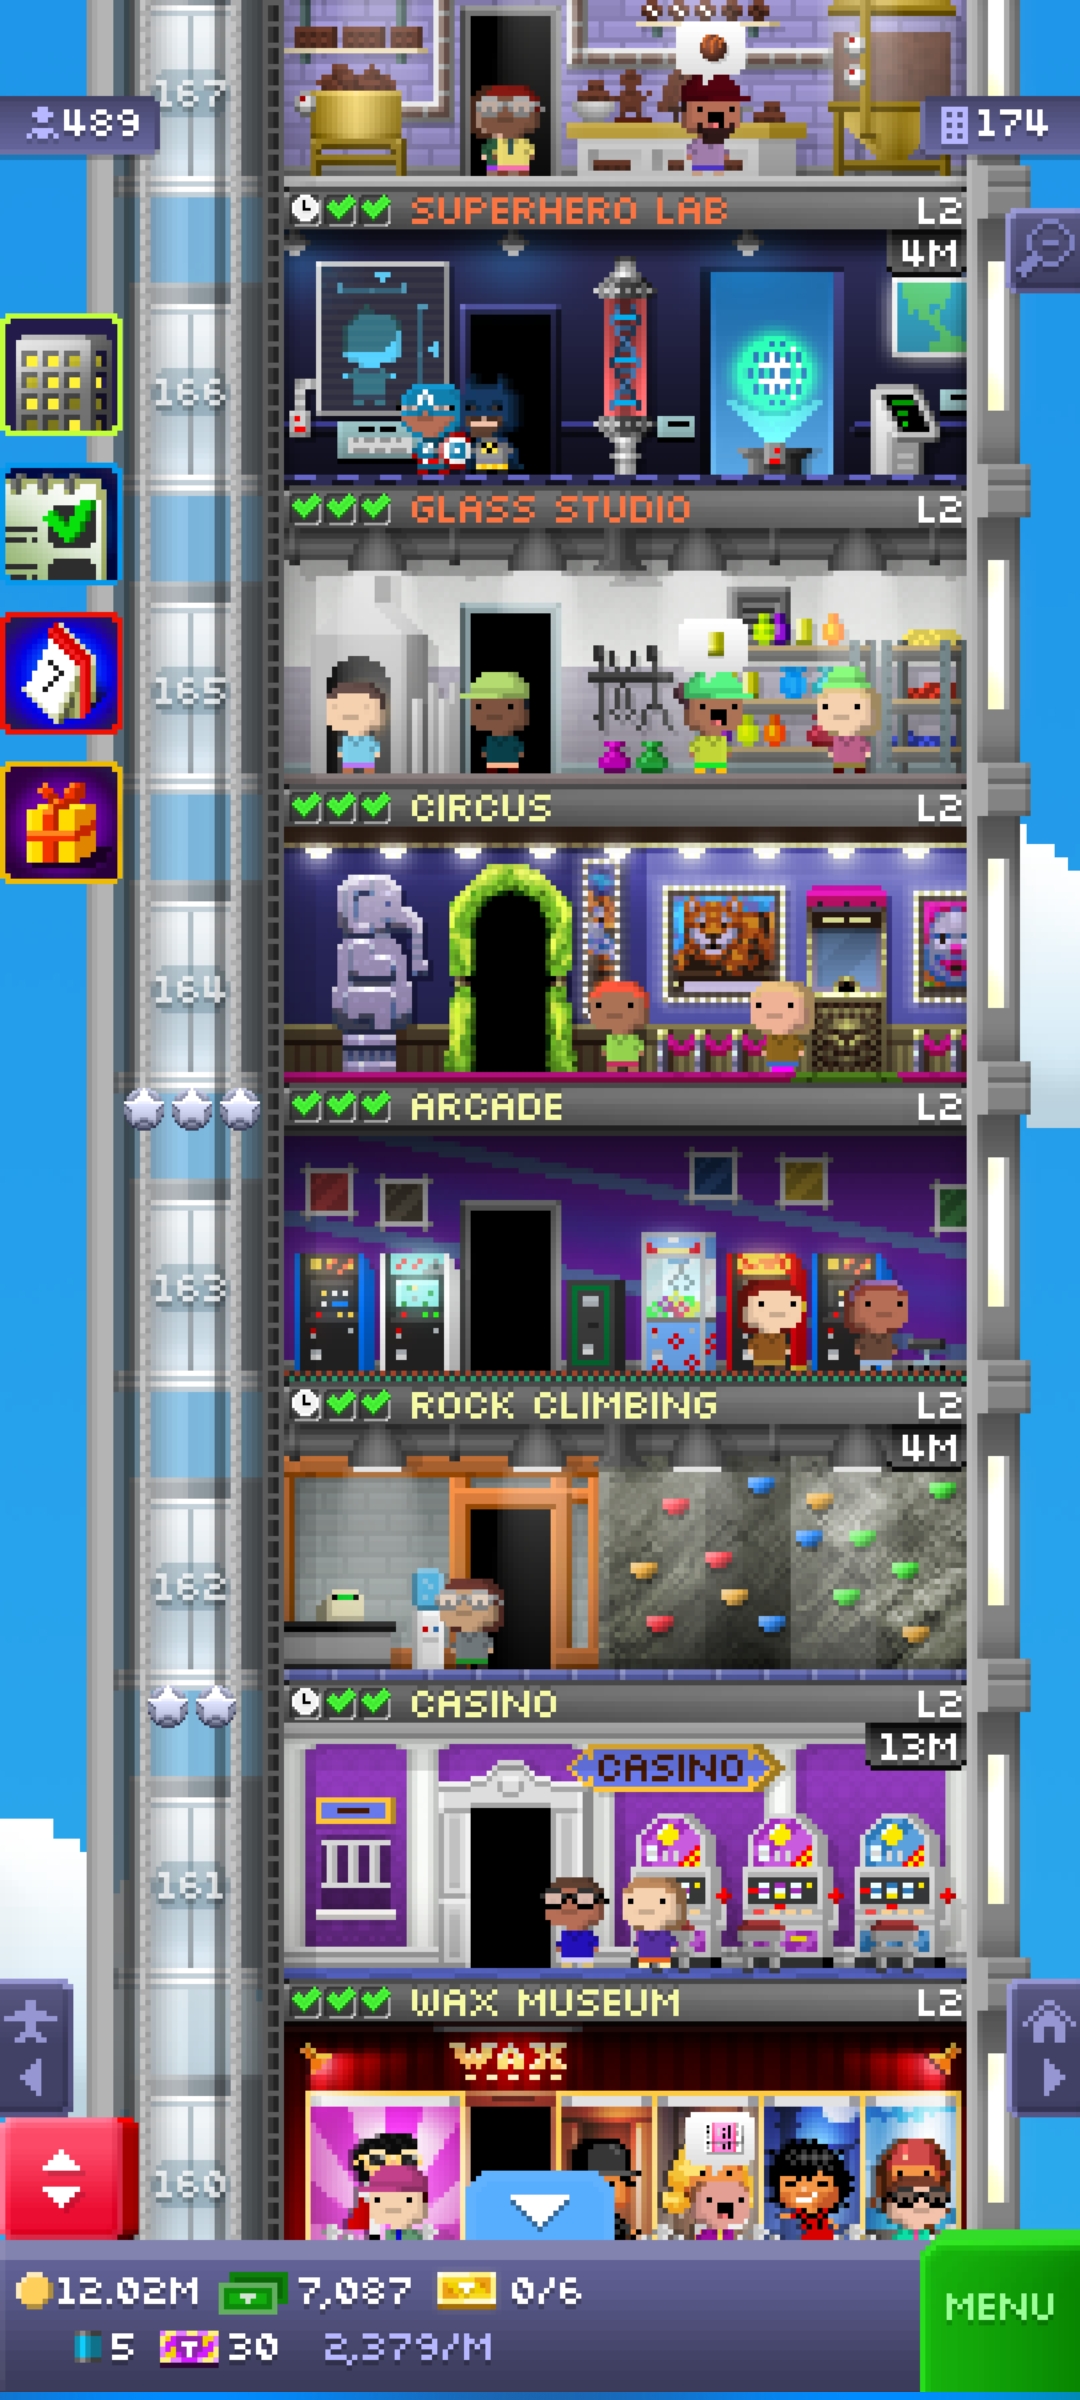 167
489
174
SUPERHERO LAB L2
4M
166
GLASS STUDIO L2
165
CIRCUS L2
164
ARCADE L2
163
ROCK CLIMBING L2
4M
162
CASINO L2
13M
CASINO
161
WAX MUSEUM L2
WAX
160
12.02M 7,087 0/6
MENU
5 30 2,379/M